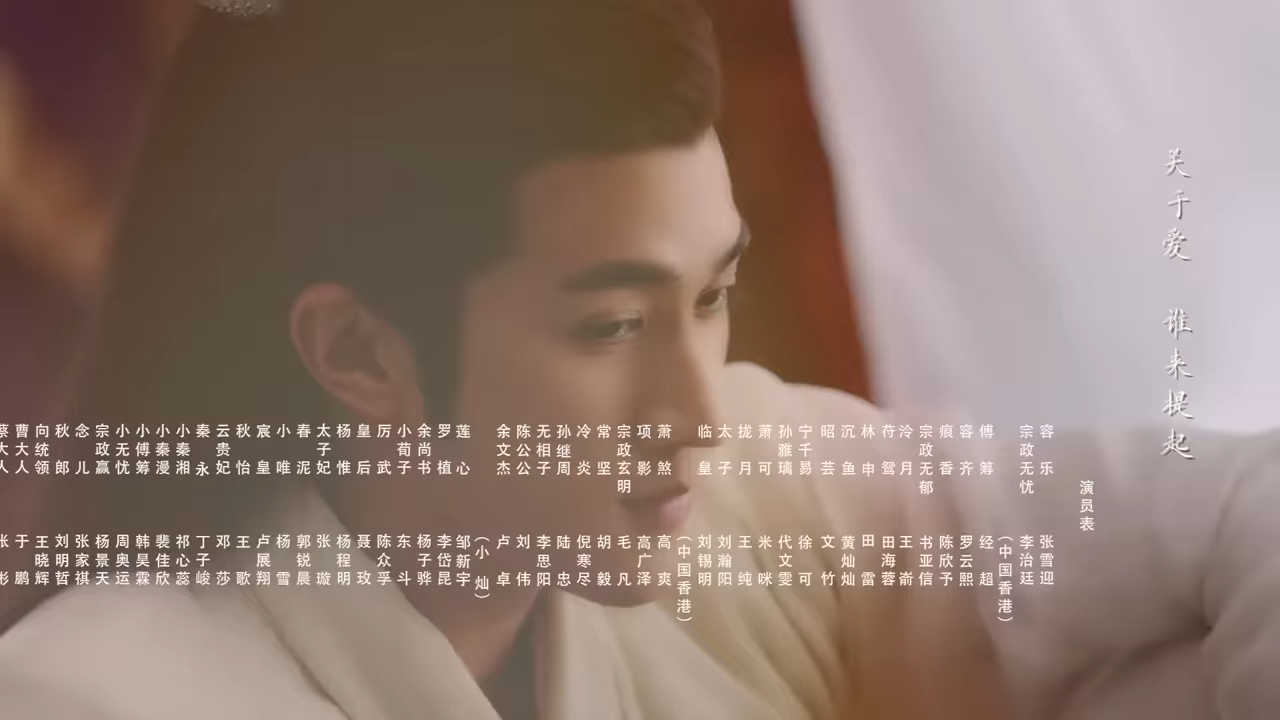 关于爱 谁来提起
演员表
容乐 张雪迎
宗政无忧 李治廷
(中国香港)
傅筹 经超
容齐 罗云熙
痕香 陈欣予
宗政无郁 书亚信
泠月 王嵛
苻鸳 田海蓉
林申 田雷
沉鱼 黄灿灿
昭芸 文竹
宁千易 徐可
孙雅璃 代文雯
萧可 米咪
拢月 王纯
太子 刘瀚阳
临皇 刘锡明
(中国香港)
萧煞 高爽
项影 高广泽
宗政玄明 毛凡
常坚 胡毅
冷炎 倪寒尽
孙继周 陆忠
无相子 李思阳
陈公公 刘伟
余文杰 卢卓
(小灿)
莲心 邹新宇
罗植 李岱昆
余尚书 杨子骅
小荀子 东斗
厉武 陈众孚
皇后 聂玫
杨惟 杨程明
太子妃 张璇
春泥 郭锐晨
小唯 杨雪
宸皇 卢展翔
秋怡 王歌
云贵妃 邓莎
秦永 丁子峻
小秦湘 祁心蕊
小秦漫 裴佳欣
小傅筹 韩昊霖
小无忧 周奥运
宗政赢 杨景天
念儿 张家祺
秋郎 刘明哲
向统领 王晓辉
曹大人 于鹏